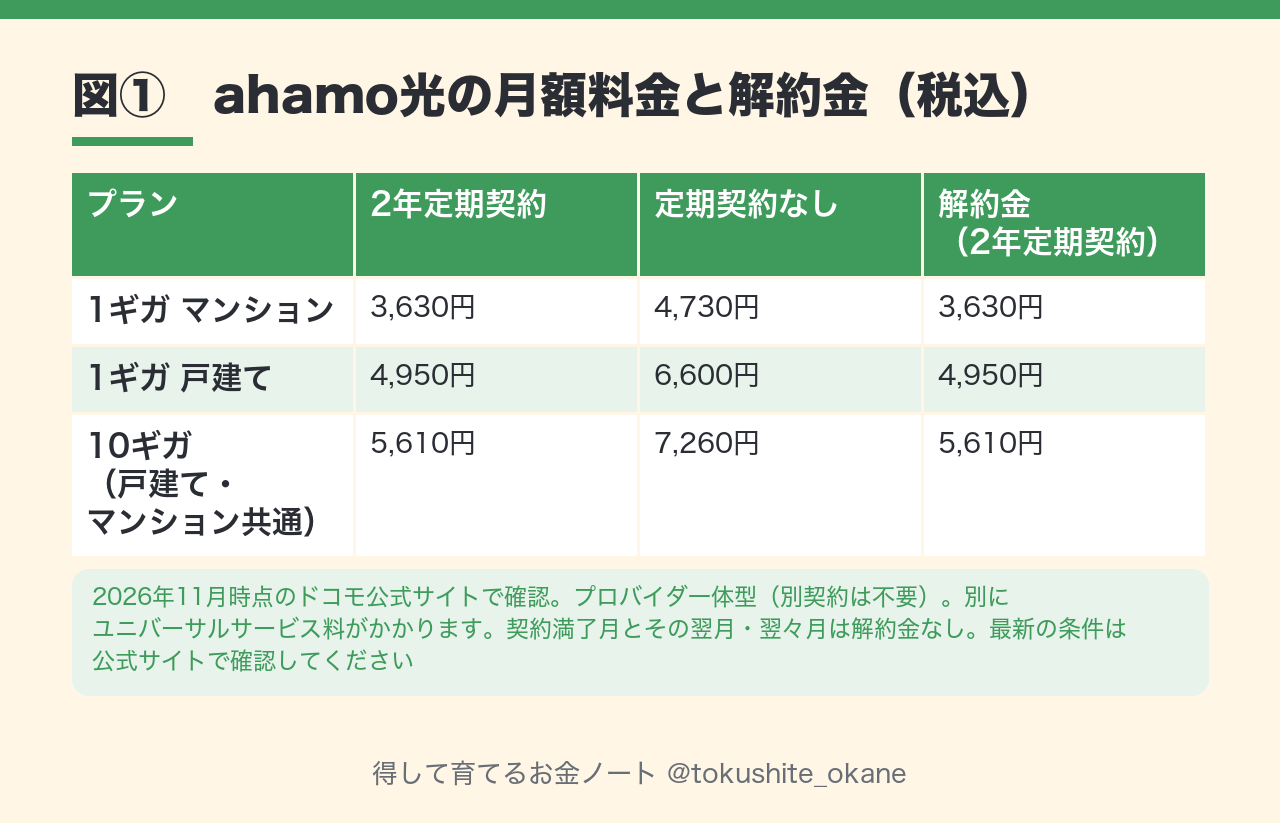 図①　ahamo光の月額料金と解約金（税込）
プラン
2年定期契約
定期契約なし
解約金
（2年定期契約）
1ギガ マンション
3,630円
4,730円
3,630円
1ギガ 戸建て
4,950円
6,600円
4,950円
10ギガ
（戸建て・
マンション共通）
5,610円
7,260円
5,610円
2026年11月時点のドコモ公式サイトで確認。プロバイダ一体型（別契約は不要）。別に
ユニバーサルサービス料がかかります。契約満了月とその翌月・翌々月は解約金なし。最新の条件は
公式サイトで確認してください
得して育てるお金ノート @tokushite_okane